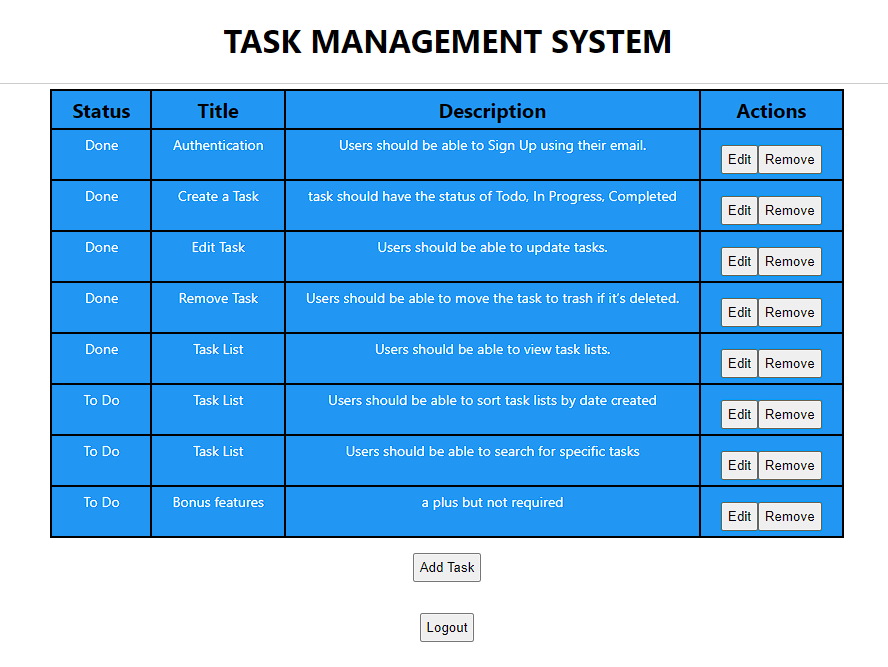 TASK MANAGEMENT SYSTEM
Status Title Description Actions
Done Authentication Users should be able to Sign Up using their email. Edit Remove
Done Create a Task task should have the status of Todo, In Progress, Completed Edit Remove
Done Edit Task Users should be able to update tasks. Edit Remove
Done Remove Task Users should be able to move the task to trash if it's deleted. Edit Remove
Done Task List Users should be able to view task lists. Edit Remove
To Do Task List Users should be able to sort task lists by date created Edit Remove
To Do Task List Users should be able to search for specific tasks Edit Remove
To Do Bonus features a plus but not required Edit Remove
Add Task
Logout